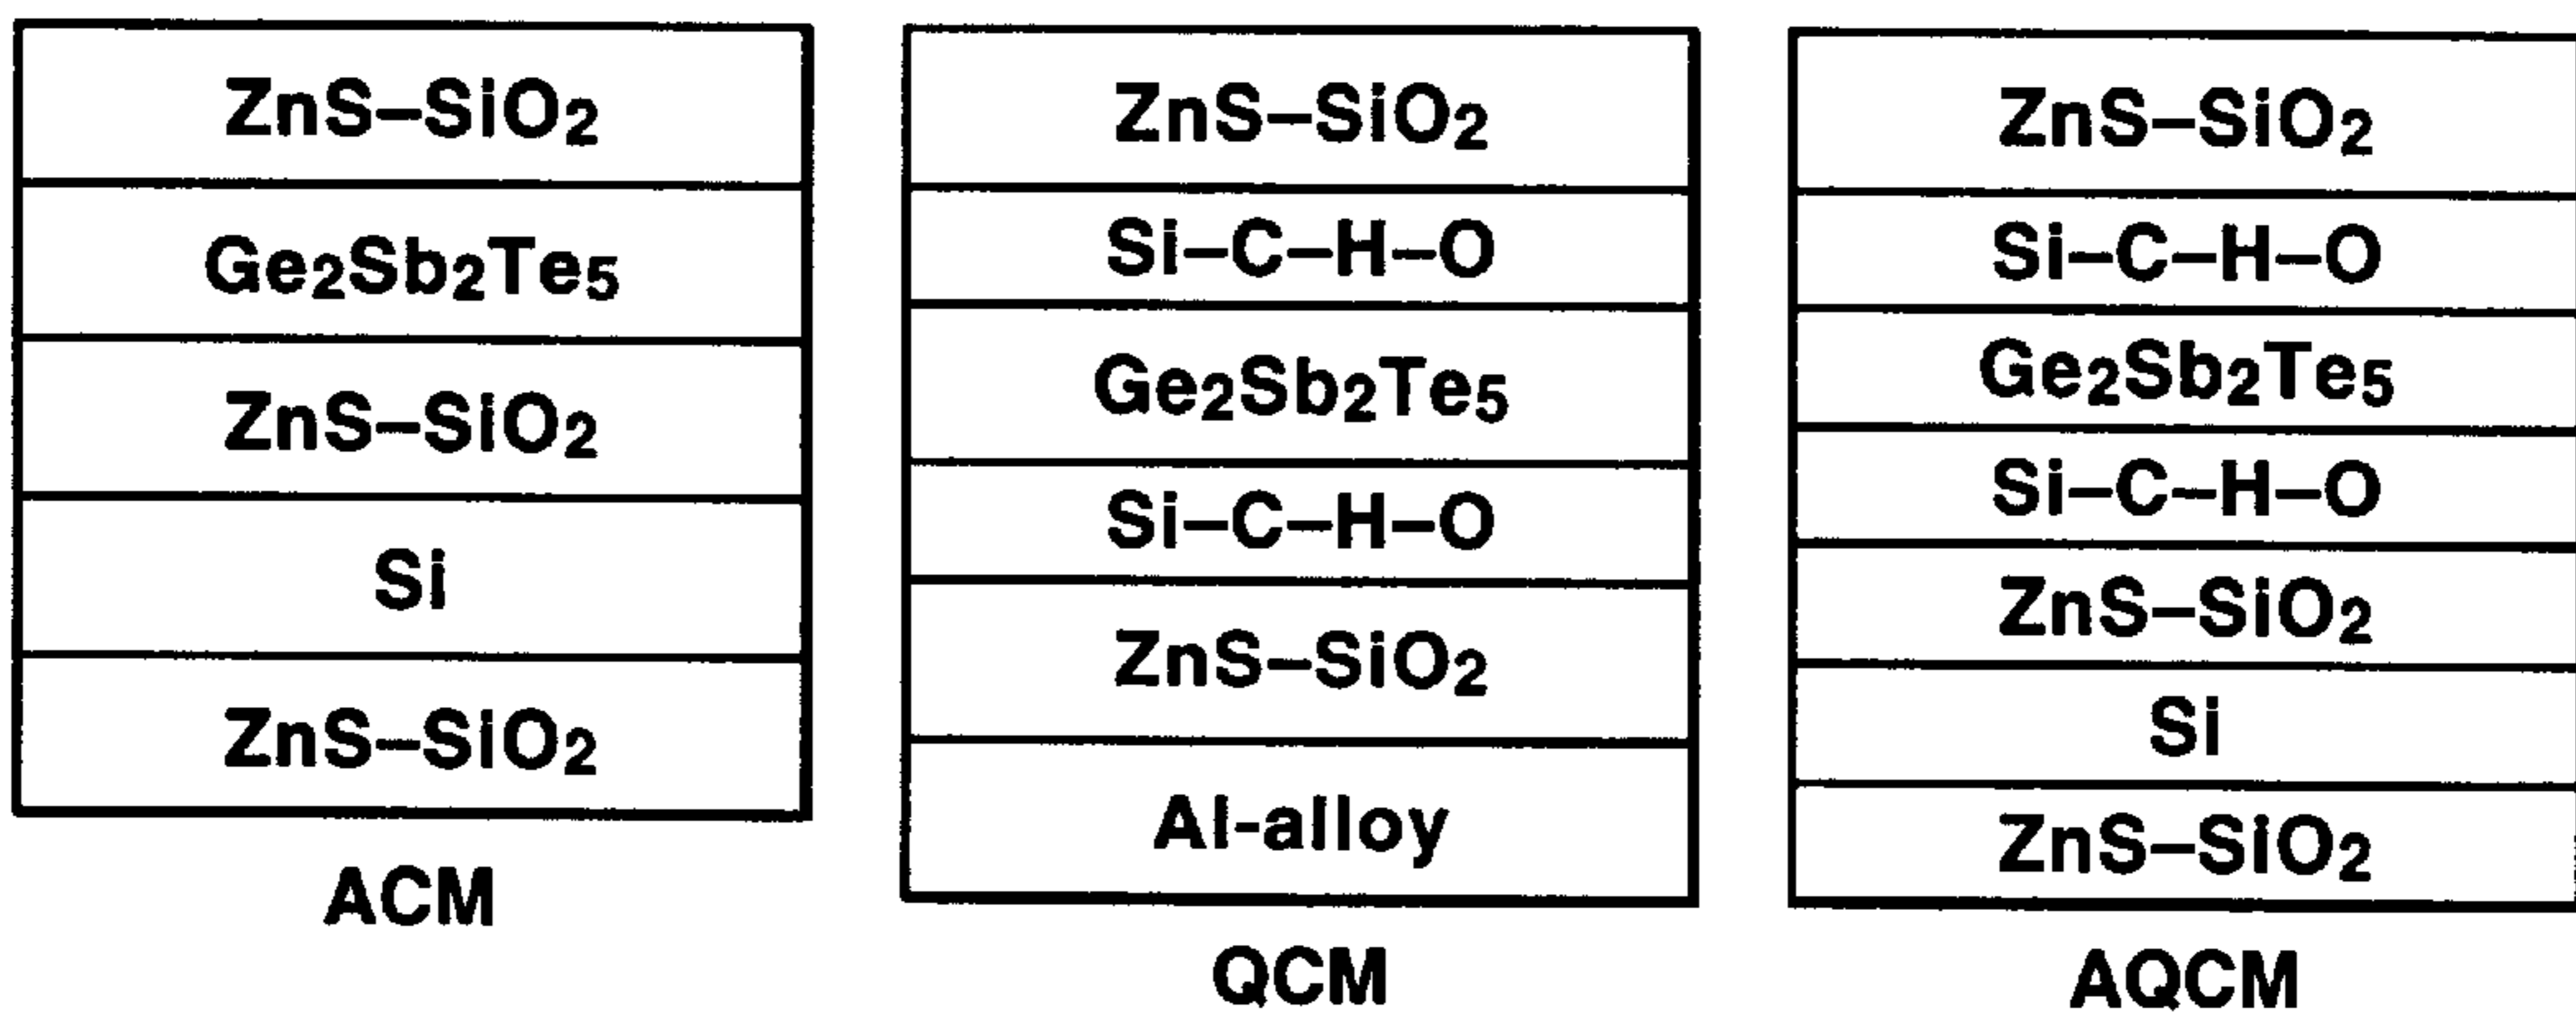 ZnS–SiO₂
Ge₂Sb₂Te₅
ZnS–SiO₂
Si
ZnS–SiO₂
ACM
ZnS–SiO₂
Si–C–H–O
Ge₂Sb₂Te₅
Si–C–H–O
ZnS–SiO₂
Al-alloy
QCM
ZnS–SiO₂
Si–C–H–O
Ge₂Sb₂Te₅
Si–C–H–O
ZnS–SiO₂
Si
ZnS–SiO₂
AQCM